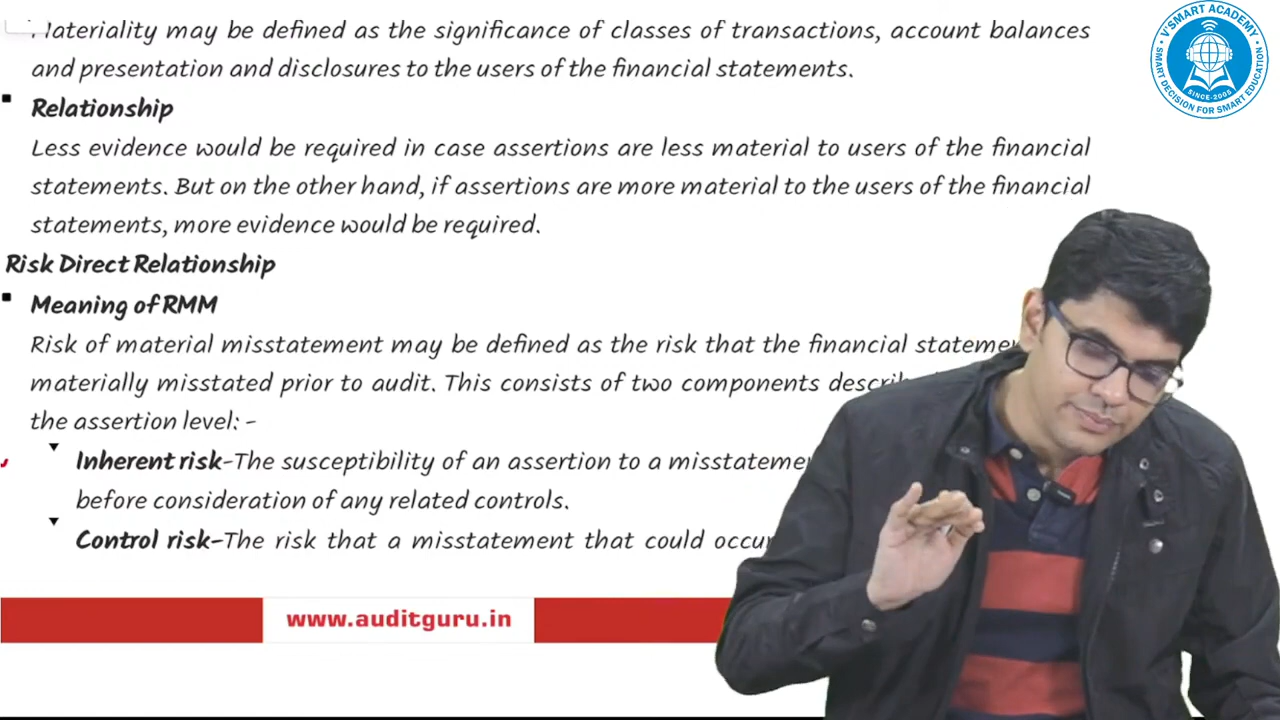 Materiality may be defined as the significance of classes of transactions, account balances
and presentation and disclosures to the users of the financial statements.
Relationship
Less evidence would be required in case assertions are less material to users of the financial
statements. But on the other hand, if assertions are more material to the users of the financial
statements, more evidence would be required.
Risk Direct Relationship
Meaning of RMM
Risk of material misstatement may be defined as the risk that the financial
materially misstated prior to audit. This consists of two components
the assertion level: -
Inherent risk-The susceptibility of an assertion to a
before consideration of any related controls.
Control risk-The risk that a misstatement that could
www.auditguru.in
V'SMART ACADEMY
SINCE-2005
SMART DECISION FOR SMART EDUCATION